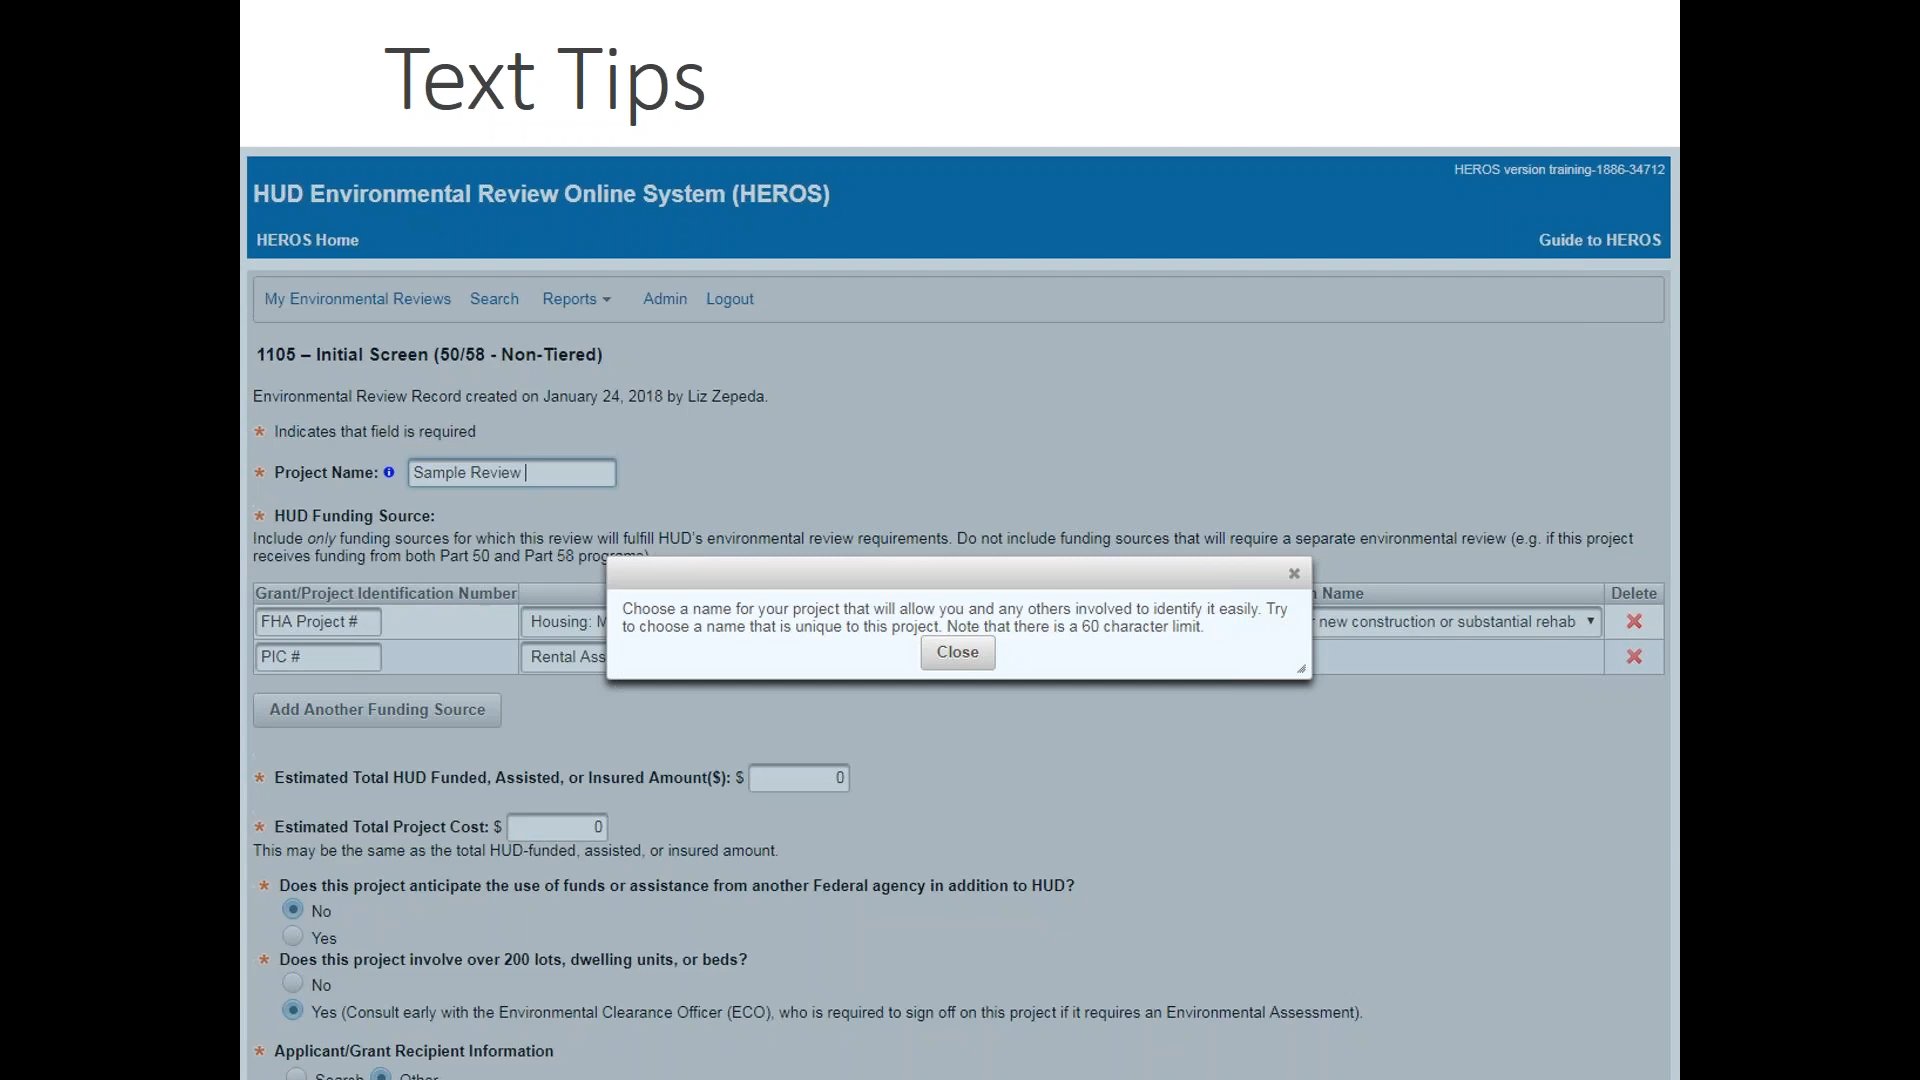 Text Tips
HEROS version training-1886-34712
HUD Environmental Review Online System (HEROS)
HEROS Home
Guide to HEROS
My Environmental Reviews Search Reports Admin Logout
1105 – Initial Screen (50/58 - Non-Tiered)
Environmental Review Record created on January 24, 2018 by Liz Zepeda.
* Indicates that field is required
* Project Name: Sample Review
* HUD Funding Source:
Include only funding sources for which this review will fulfill HUD's environmental review requirements. Do not include funding sources that will require a separate environmental review (e.g. if this project
receives funding from both Part 50 and Part 58 programs)
Grant/Project Identification Number Name Delete
FHA Project # Housing: new construction or substantial rehab
PIC # Rental
Choose a name for your project that will allow you and any others involved to identify it easily. Try
to choose a name that is unique to this project. Note that there is a 60 character limit.
Close
Add Another Funding Source
* Estimated Total HUD Funded, Assisted, or Insured Amount($): $ 0
* Estimated Total Project Cost: $ 0
This may be the same as the total HUD-funded, assisted, or insured amount.
* Does this project anticipate the use of funds or assistance from another Federal agency in addition to HUD?
No
Yes
* Does this project involve over 200 lots, dwelling units, or beds?
No
Yes (Consult early with the Environmental Clearance Officer (ECO), who is required to sign off on this project if it requires an Environmental Assessment).
* Applicant/Grant Recipient Information
Search Other